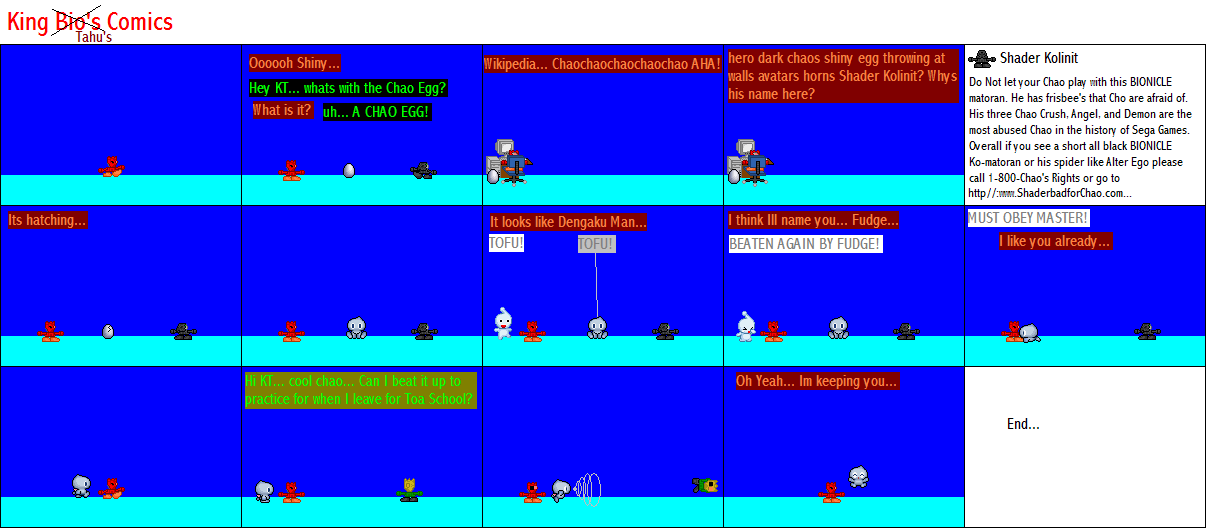 King Bio's Comics
Tahu's
Oooooh Shiny...
Hey KT... whats with the Chao Egg?
What is it?
uh... A CHAO EGG!
Wikipedia... Chaochaochaochaochao AHA!
hero dark chaos shiny egg throwing at
walls avatars horns Shader Kolinit? Whys
his name here?
Shader Kolinit
Do Not let your Chao play with this BIONICLE
matoran. He has frisbee's that Cho are afraid of.
His three Chao Crush, Angel, and Demon are the
most abused Chao in the history of Sega Games.
Overall if you see a short all black BIONICLE
Ko-matoran or his spider like Alter Ego please
call 1-800-Chao's Rights or go to
http//:www.ShaderbadforChao.com...
Its hatching...
It looks like Dengaku Man...
TOFU!
TOFU!
I think Ill name you... Fudge...
BEATEN AGAIN BY FUDGE!
MUST OBEY MASTER!
I like you already...
Hi KT... cool chao... Can I beat it up to
practice for when I leave for Toa School?
Oh Yeah... Im keeping you...
End...